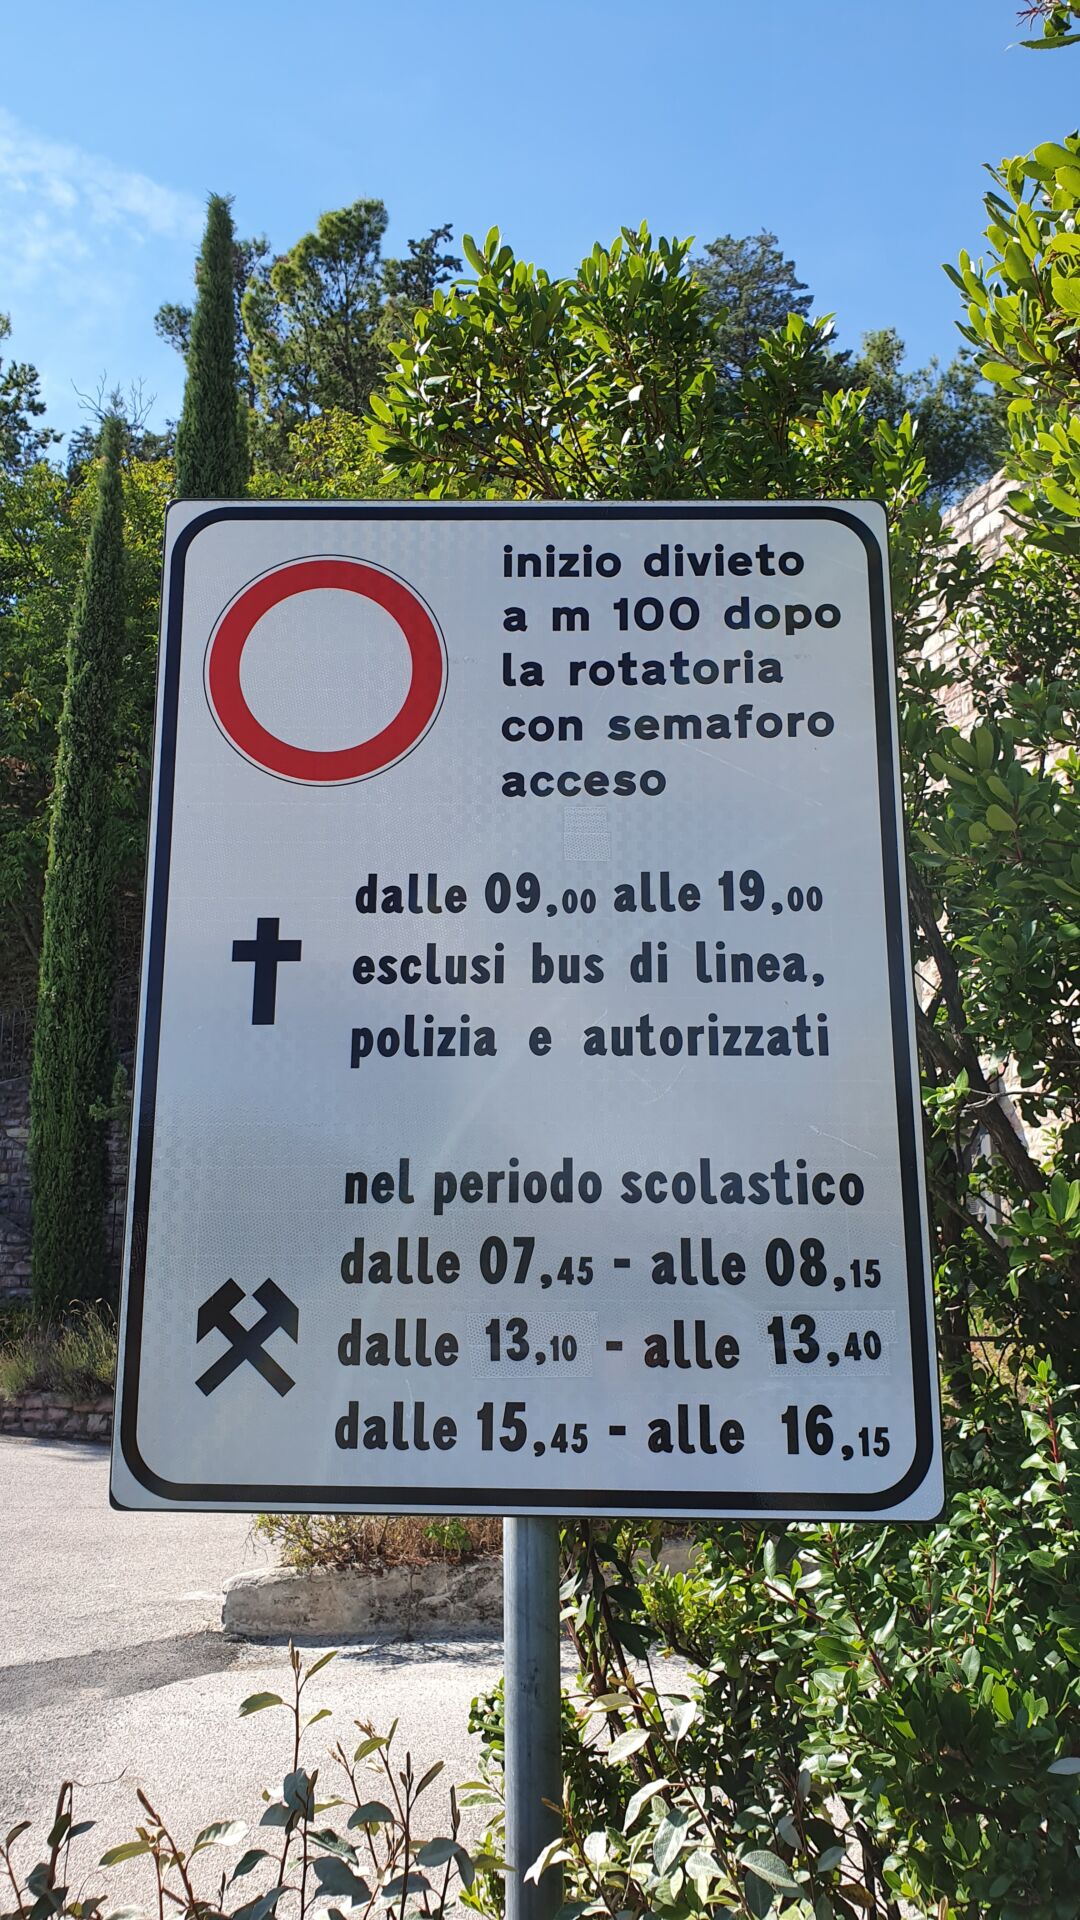 inizio divieto
a m 100 dopo
la rotatoria
con semaforo
acceso
dalle 09,00 alle 19,00
esclusi bus di linea,
polizia e autorizzati
nel periodo scolastico
dalle 07,45 - alle 08,15
dalle 13,10 - alle 13,40
dalle 15,45 - alle 16,15